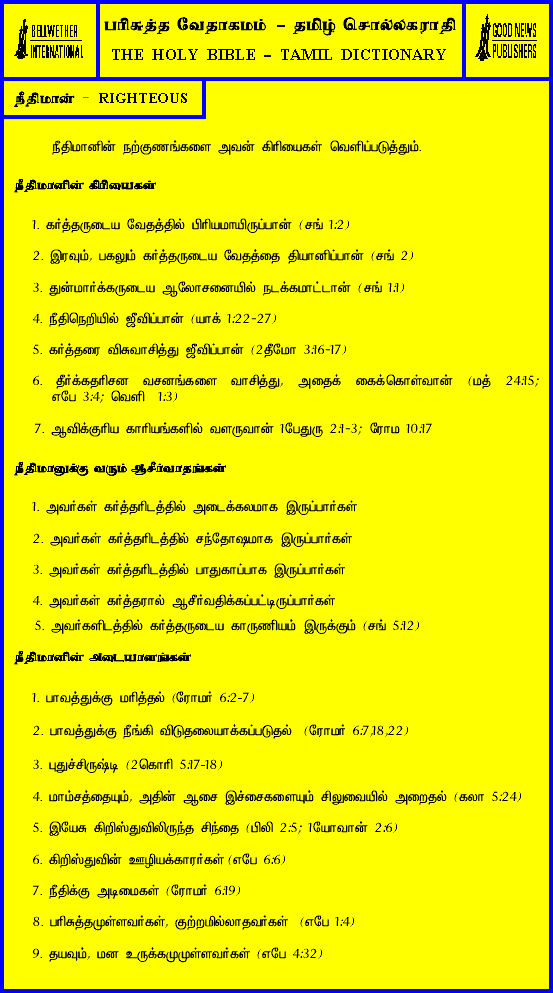 BELLWETHER
INTERNATIONAL
பரிசுத்த வேதாகமம் – தமிழ் சொல்லகராதி
THE HOLY BIBLE – TAMIL DICTIONARY
GOOD NEWS
PUBLISHERS
நீதிமான் – RIGHTEOUS
நீதிமானின் நற்குணங்களை அவன் கிரியைகள் வெளிப்படுத்தும்.
நீதிமானின் கிரியைகள்
1. கர்த்தருடைய வேதத்தில் பிரியமாயிருப்பான் (சங் 1:2)
2. இரவும், பகலும் கர்த்தருடைய வேதத்தை தியானிப்பான் (சங் 2)
3. துன்மார்க்கருடைய ஆலோசனையில் நடக்கமாட்டான் (சங் 1:1)
4. நீதிநெறியில் ஜீவிப்பான் (யாக் 1:22-27)
5. கர்த்தரை விசுவாசித்து ஜீவிப்பான் (2தீமோ 3:16-17)
6. தீர்க்கதரிசன வசனங்களை வாசித்து, அதைக் கைக்கொள்வான் (மத் 24:15;
எபே 3:4; வெளி 1:3)
7. ஆவிக்குரிய காரியங்களில் வளருவான் 1பேதுரு 2:1-3; ரோம 10:17
நீதிமானுக்கு வரும் ஆசீர்வாதங்கள்
1. அவர்கள் கர்த்தரிடத்தில் அடைக்கலமாக இருப்பார்கள்
2. அவர்கள் கர்த்தரிடத்தில் சந்தோஷமாக இருப்பார்கள்
3. அவர்கள் கர்த்தரிடத்தில் பாதுகாப்பாக இருப்பார்கள்
4. அவர்கள் கர்த்தரால் ஆசீர்வதிக்கப்பட்டிருப்பார்கள்
5. அவர்களிடத்தில் கர்த்தருடைய காருணியம் இருக்கும் (சங் 5:12)
நீதிமானின் அடையாளங்கள்
1. பாவத்துக்கு மரித்தல் (ரோமர் 6:2-7)
2. பாவத்துக்கு நீங்கி விடுதலையாக்கப்படுதல் (ரோமர் 6:7,18,22)
3. புதுச்சிருஷ்டி (2கொரி 5:17-18)
4. மாம்சத்தையும், அதின் ஆசை இச்சைகளையும் சிலுவையில் அறைதல் (கலா 5:24)
5. இயேசு கிறிஸ்துவிலிருந்த சிந்தை (பிலி 2:5; 1யோவான் 2:6)
6. கிறிஸ்துவின் ஊழியக்காரர்கள் (எபே 6:6)
7. நீதிக்கு அடிமைகள் (ரோமர் 6:19)
8. பரிசுத்தமுள்ளவர்கள், குற்றமில்லாதவர்கள் (எபே 1:4)
9. தயவும், மன உருக்கமுமுள்ளவர்கள் (எபே 4:32)